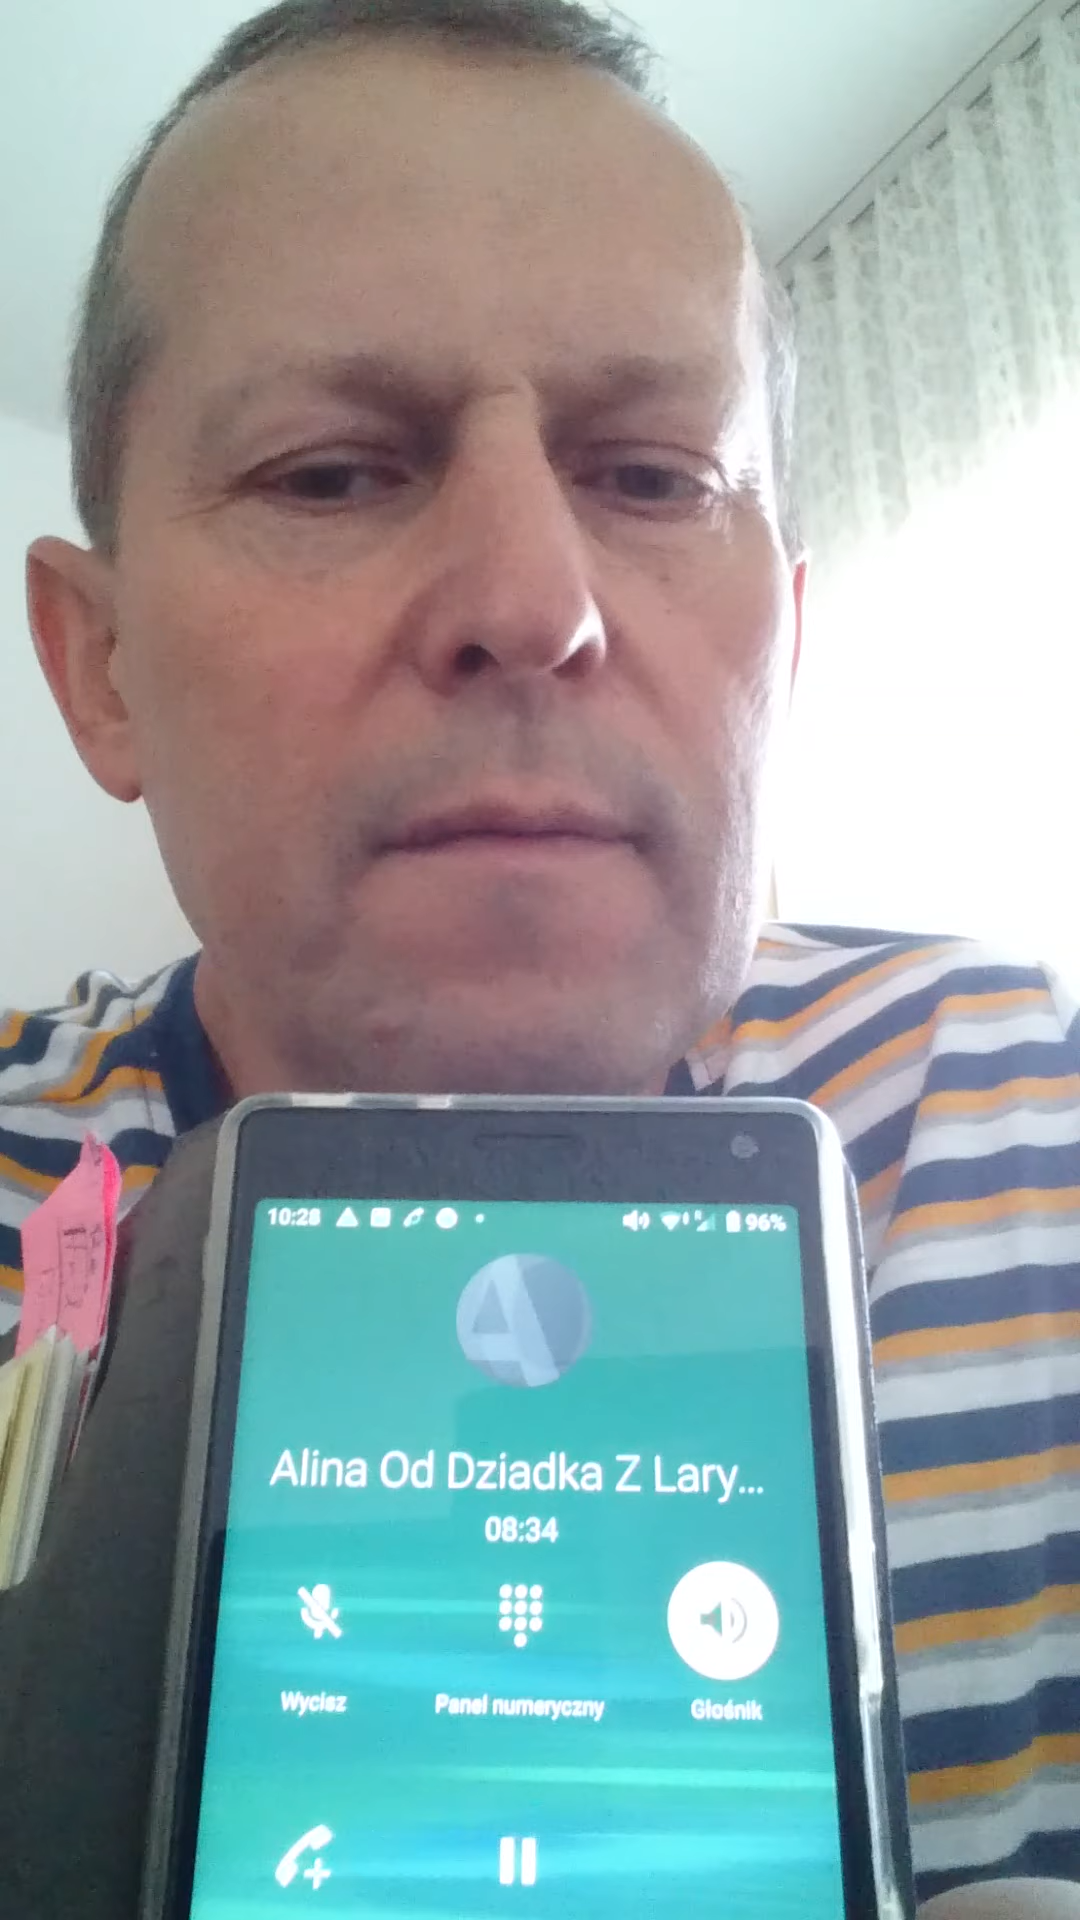 10:28 96%
A
Alina Od Dziadka Z Lary...
08:34
Wycisz Panel numeryczny Głośnik